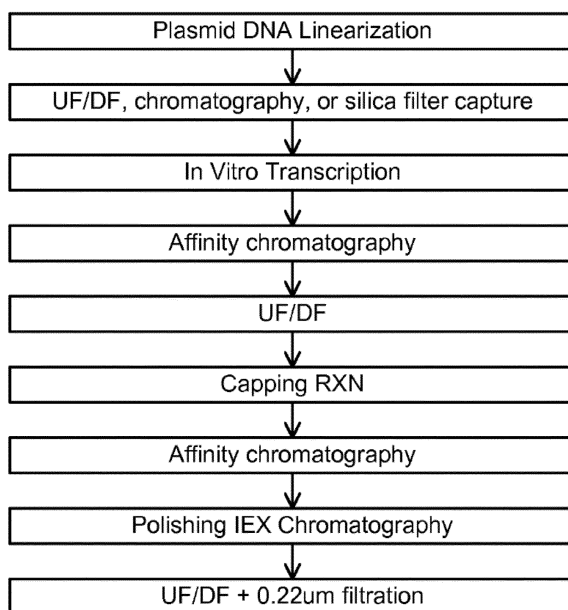 Plasmid DNA Linearization
UF/DF, chromatography, or silica filter capture
In Vitro Transcription
Affinity chromatography
UF/DF
Capping RXN
Affinity chromatography
Polishing IEX Chromatography
UF/DF + 0.22um filtration